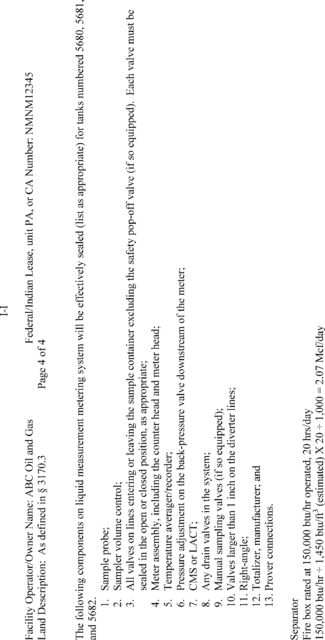 I-I
Facility Operator/Owner Name: ABC Oil and Gas Federal/Indian Lease, unit PA, or CA Number: NMNM12345
Land Description: As defined in § 3170.3 Page 4 of 4
The following components on liquid measurement metering system will be effectively sealed (list as appropriate) for tanks numbered 5680, 5681,
and 5682.
1. Sample probe;
2. Sampler volume control;
3. All valves on lines entering or leaving the sample container excluding the safety pop-off valve (if so equipped). Each valve must be
sealed in the open or closed position, as appropriate;
4. Meter assembly, including the counter head and meter head;
5. Temperature averager/recorder;
6. Pressure adjustment on the back-pressure valve downstream of the meter;
7. CMS or LACT;
8. Any drain valves in the system;
9. Manual sampling valves (if so equipped);
10. Valves larger than 1 inch on the diverter lines;
11. Right-angle;
12. Totalizer, manufacturer; and
13. Prover connections.
Separator
Fire box rated at 150,000 btu/hr operated, 20 hrs/day
150,000 btu/hr ÷ 1,450 btu/ft³ (estimated) X 20 ÷ 1,000 = 2.07 Mcf/day